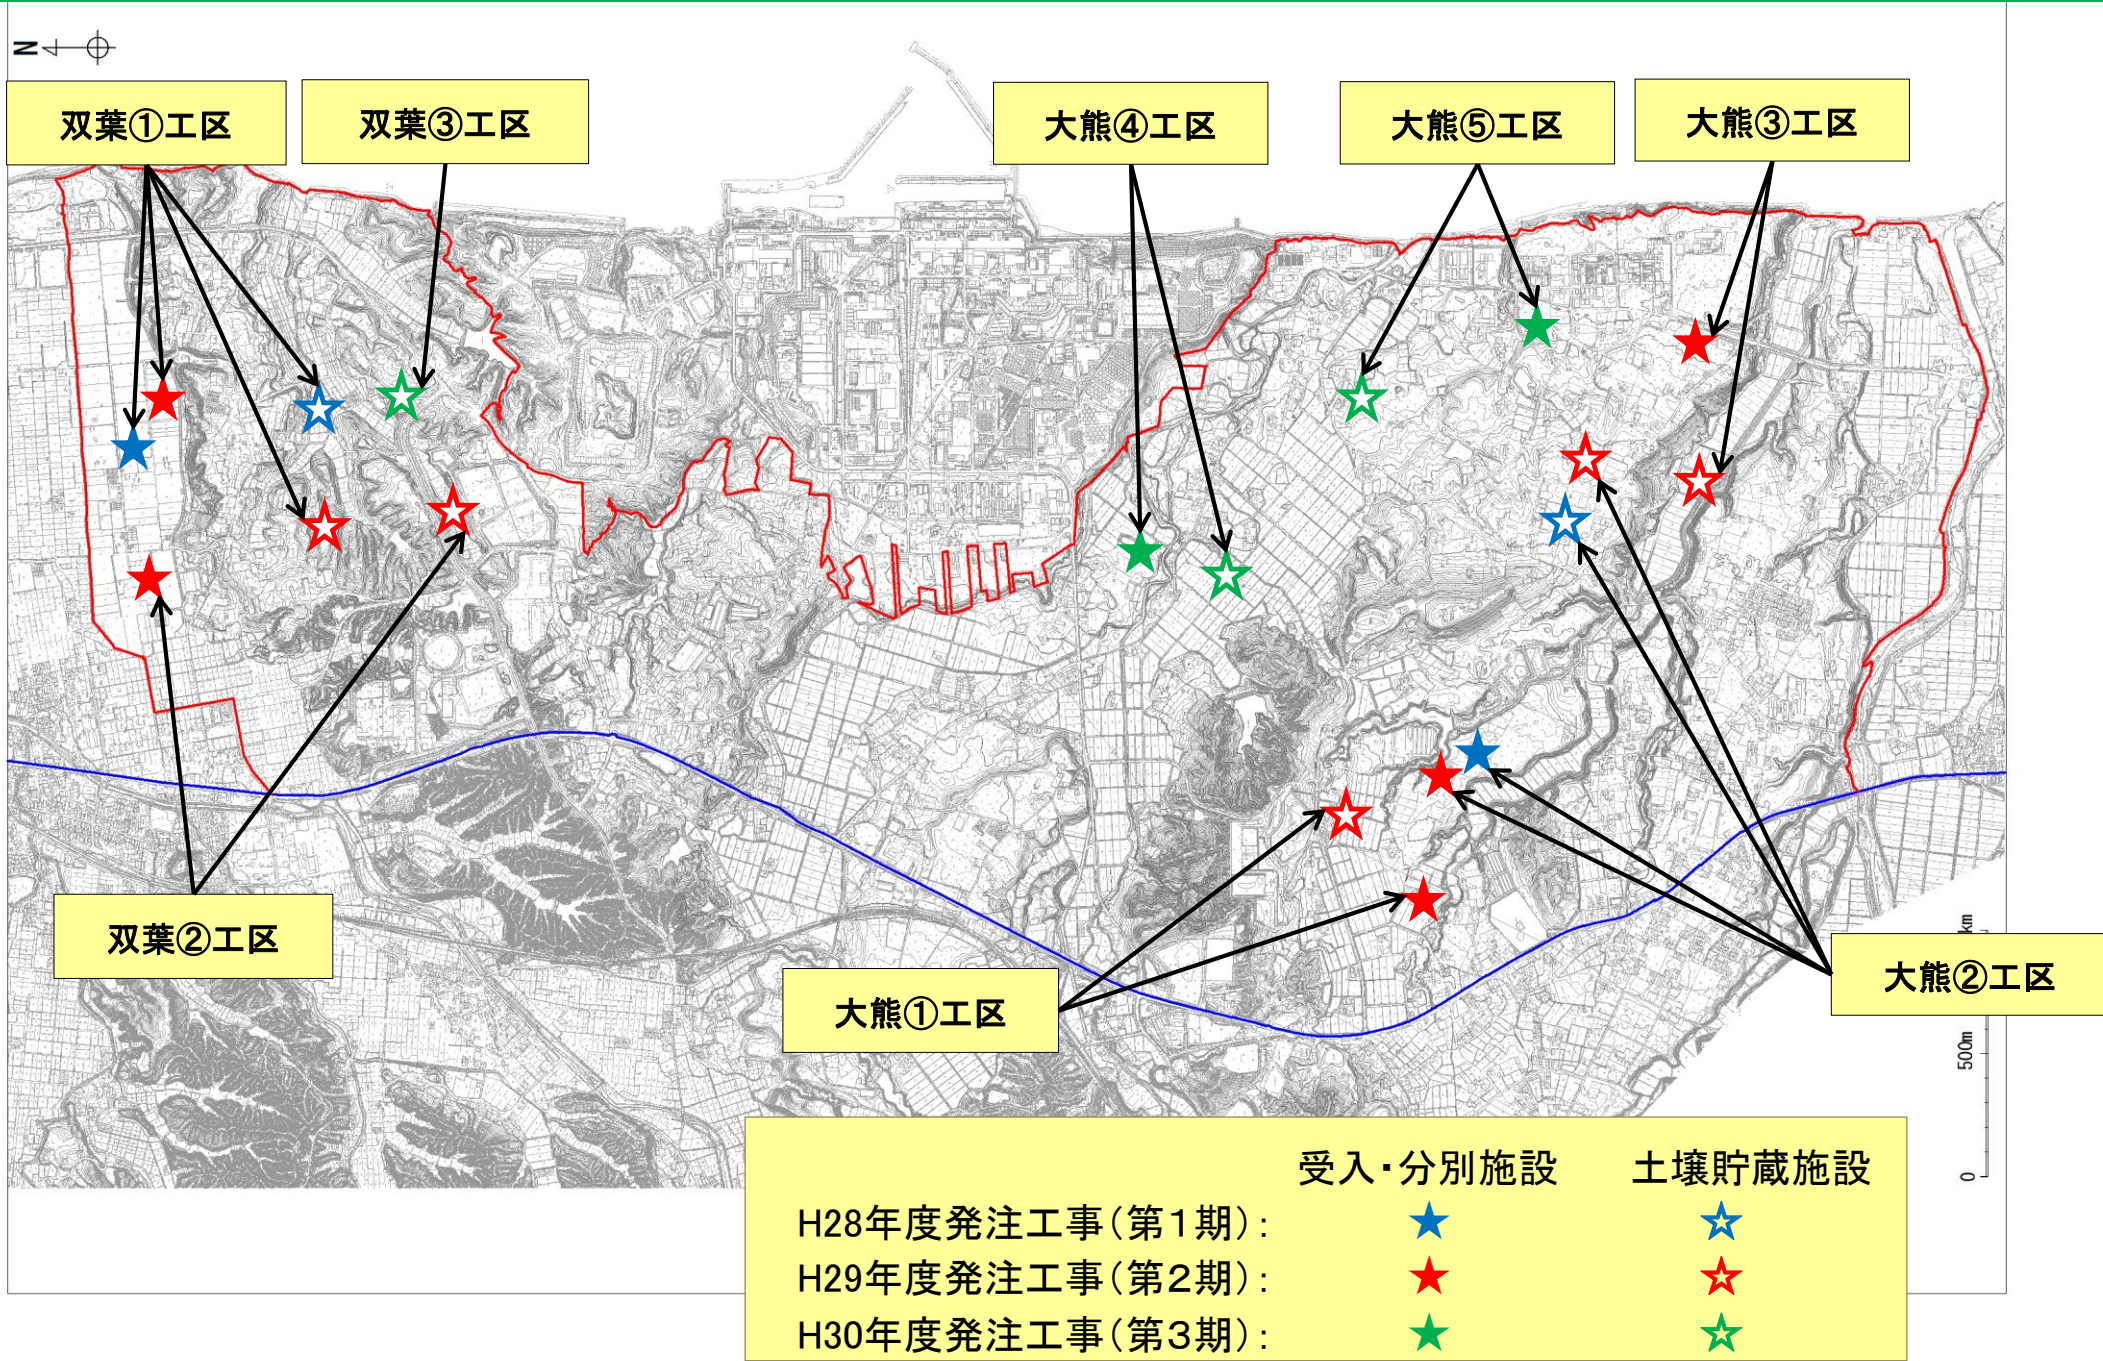 N
双葉①工区
双葉③工区
大熊④工区
大熊⑤工区
大熊③工区
双葉②工区
大熊①工区
大熊②工区
km
500m
0
受入・分別施設 土壌貯蔵施設
H28年度発注工事(第1期):
H29年度発注工事(第2期):
H30年度発注工事(第3期):